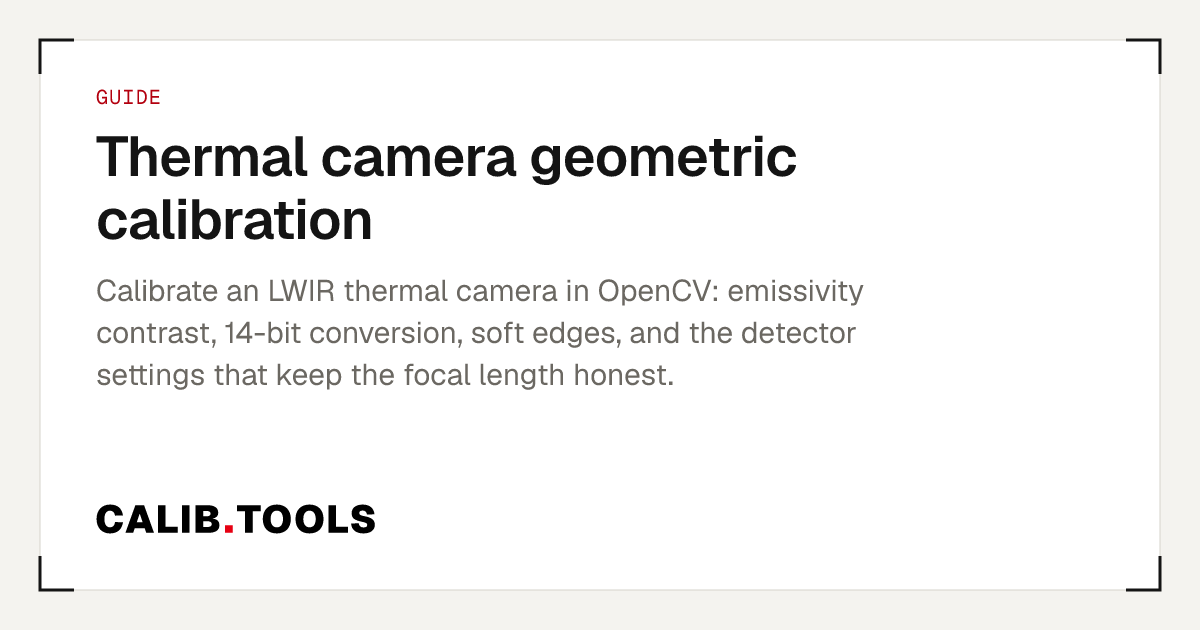 GUIDE
Thermal camera geometric
calibration
Calibrate an LWIR thermal camera in OpenCV: emissivity
contrast, 14-bit conversion, soft edges, and the detector
settings that keep the focal length honest.
CALIB.TOOLS